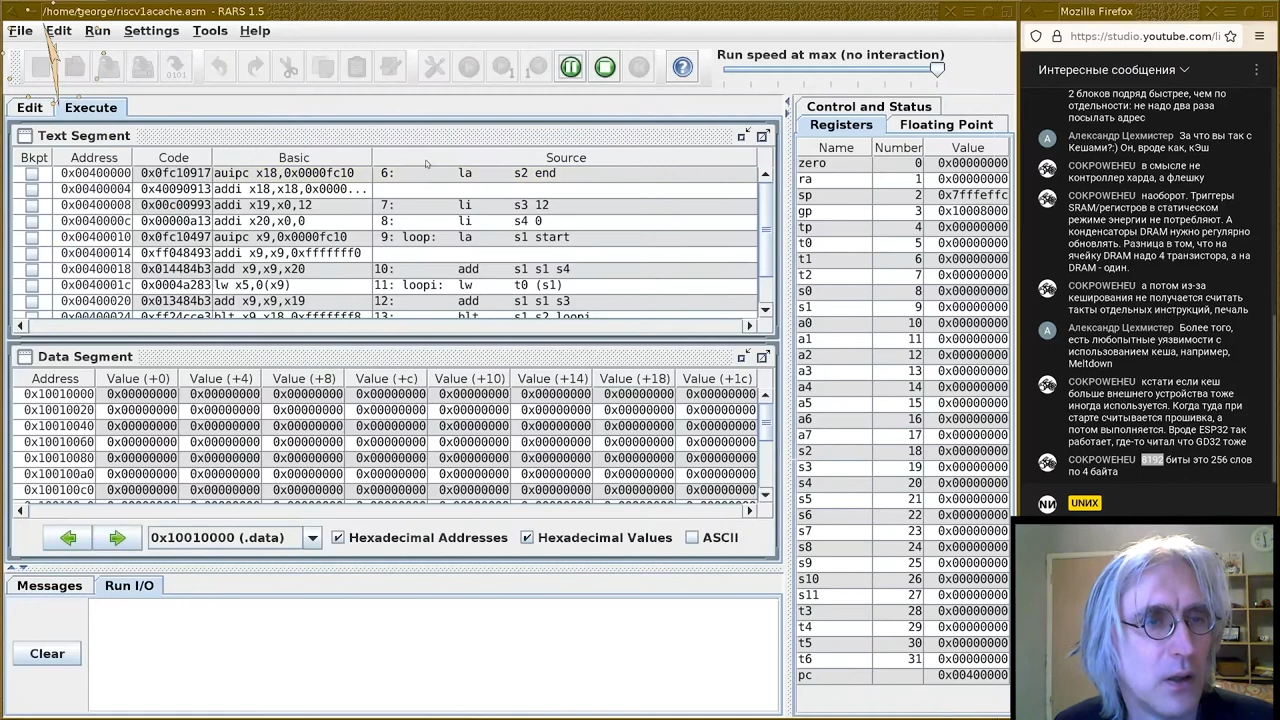 /home/george/riscv1acache.asm - RARS 1.5
File Edit Run Settings Tools Help
Run speed at max (no interaction)
Edit Execute
Text Segment
Bkpt Address Code Basic Source
0x00400000 0x0fc10917 auipc x18,0x0000fc10 6: la s2 end
0x00400004 0x40090913 addi x18,x18,0x0000...
0x00400008 0x00c00993 addi x19,x0,12 7: li s3 12
0x0040000c 0x00000a13 addi x20,x0,0 8: li s4 0
0x00400010 0x0fc10497 auipc x9,0x0000fc10 9: loop: la s1 start
0x00400014 0xff048493 addi x9,x9,0xfffffff0
0x00400018 0x014484b3 add x9,x9,x20 10: add s1 s1 s4
0x0040001c 0x0004a283 lw x5,0(x9) 11: loopi: lw t0 (s1)
0x00400020 0x013484b3 add x9,x9,x19 12: add s1 s1 s3
0x00400024 0xff24cce3 blt x9,x18,0xfffffff8 13: blt s1 s2 loopi
Data Segment
Address Value (+0) Value (+4) Value (+8) Value (+c) Value (+10) Value (+14) Value (+18) Value (+1c)
0x10010000 0x00000000 0x00000000 0x00000000 0x00000000 0x00000000 0x00000000 0x00000000 0x00000000
0x10010020 0x00000000 0x00000000 0x00000000 0x00000000 0x00000000 0x00000000 0x00000000 0x00000000
0x10010040 0x00000000 0x00000000 0x00000000 0x00000000 0x00000000 0x00000000 0x00000000 0x00000000
0x10010060 0x00000000 0x00000000 0x00000000 0x00000000 0x00000000 0x00000000 0x00000000 0x00000000
0x10010080 0x00000000 0x00000000 0x00000000 0x00000000 0x00000000 0x00000000 0x00000000 0x00000000
0x100100a0 0x00000000 0x00000000 0x00000000 0x00000000 0x00000000 0x00000000 0x00000000 0x00000000
0x100100c0 0x00000000 0x00000000 0x00000000 0x00000000 0x00000000 0x00000000 0x00000000 0x00000000
0x10010000 (.data) Hexadecimal Addresses Hexadecimal Values ASCII
Messages Run I/O
Clear
Control and Status
Registers Floating Point
Name Number Value
zero 0 0x00000000
ra 1 0x00000000
sp 2 0x7fffeffc
gp 3 0x10008000
tp 4 0x00000000
t0 5 0x00000000
t1 6 0x00000000
t2 7 0x00000000
s0 8 0x00000000
s1 9 0x00000000
a0 10 0x00000000
a1 11 0x00000000
a2 12 0x00000000
a3 13 0x00000000
a4 14 0x00000000
a5 15 0x00000000
a6 16 0x00000000
a7 17 0x00000000
s2 18 0x00000000
s3 19 0x00000000
s4 20 0x00000000
s5 21 0x00000000
s6 22 0x00000000
s7 23 0x00000000
s8 24 0x00000000
s9 25 0x00000000
s10 26 0x00000000
s11 27 0x00000000
t3 28 0x00000000
t4 29 0x00000000
t5 30 0x00000000
t6 31 0x00000000
pc 0x00400000
Mozilla Firefox
https://studio.youtube.com/li
Интересные сообщения
2 блоков подряд быстрее, чем по
отдельности: не надо два раза
посылать адрес
Александр Цехмистер За что вы так с
Кешами?:) Он, вроде как, кЭш
COKPOWEHEU в смысле не
контроллер харда, а флешку
COKPOWEHEU наоборот. Триггеры
SRAM/регистров в статическом
режиме энергии не потребляют. А
конденсаторы DRAM нужно регулярно
обновлять. Разница в том, что на
ячейку DRAM надо 4 транзистора, а на
DRAM - один.
COKPOWEHEU а потом из-за
кеширования не получается считать
такты отдельных инструкций, печаль
Александр Цехмистер Более того,
есть любопытные уязвимости с
использованием кеша, например,
Meltdown
COKPOWEHEU кстати если кеш
больше внешнего устройства тоже
иногда используется. Когда туда при
старте считывается прошивка, а
потом выполняется. Вроде ESP32 так
работает, где-то читал что GD32 тоже
COKPOWEHEU 8192 биты это 256 слов
по 4 байта
UNИX